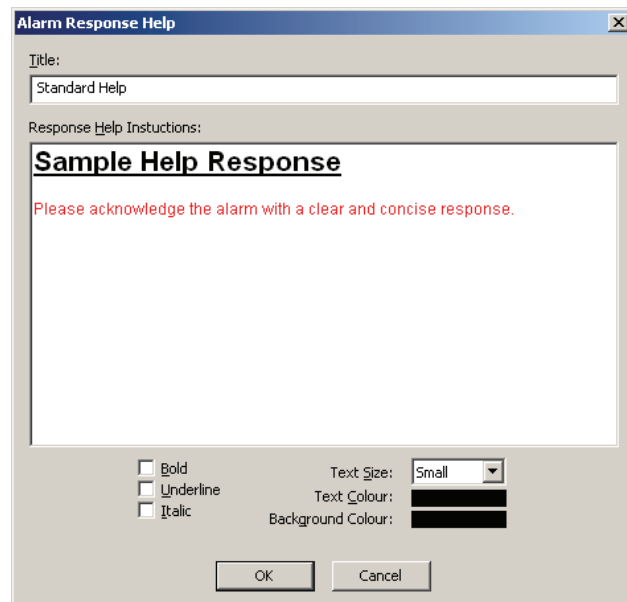 Alarm Response Help
Title:
Standard Help
Response Help Instuctions:
Sample Help Response
Please acknowledge the alarm with a clear and concise response.
Bold
Underline
Italic
Text Size: Small
Text Colour:
Background Colour:
OK Cancel